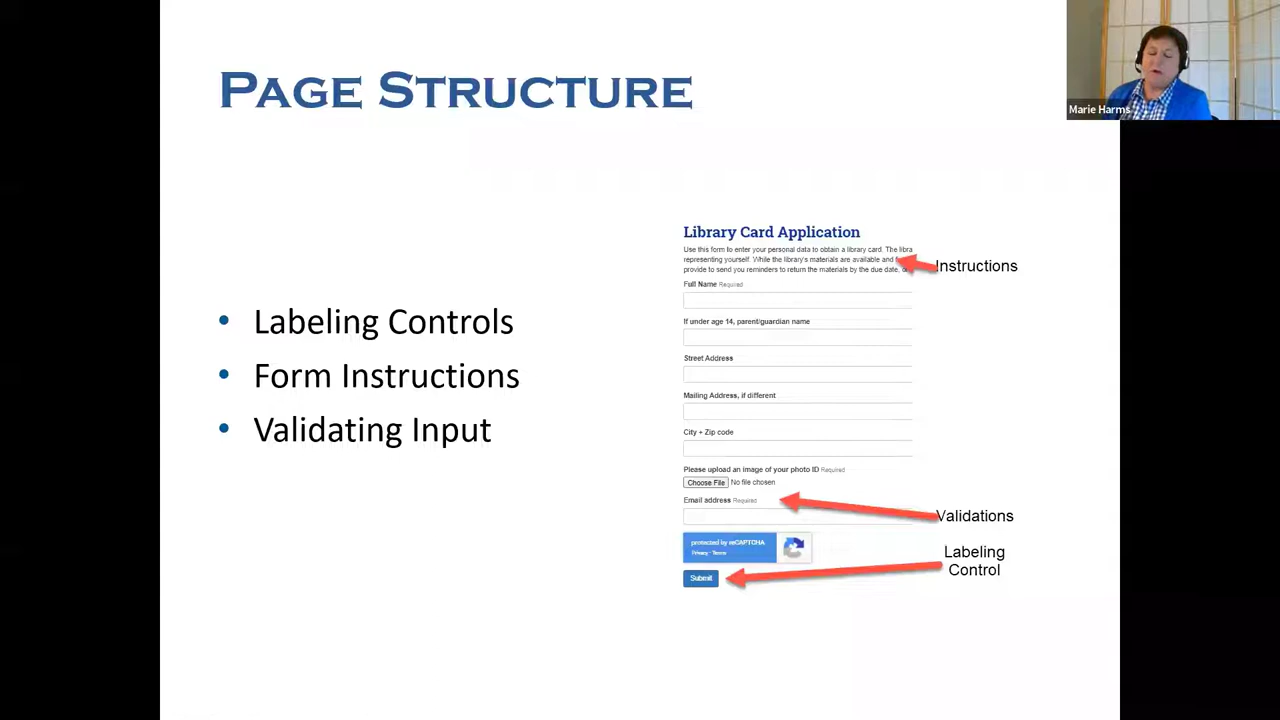 Page Structure
Marie Harms
• Labeling Controls
• Form Instructions
• Validating Input
Library Card Application
Use this form to enter your personal data to obtain a library card. The libra
representing yourself. While the library's materials are available and
provide to send you reminders to return the materials by the due date,
Instructions
Full Name Required
If under age 14, parent/guardian name
Street Address
Mailing Address, if different
City + Zip code
Please upload an image of your photo ID Required
Choose File No file chosen
Email address Required
Validations
protected by reCAPTCHA
Privacy - Terms
Labeling
Control
Submit